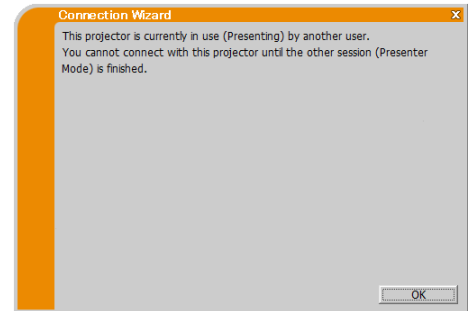 Connection Wizard
X
This projector is currently in use (Presenting) by another user.
You cannot connect with this projector until the other session (Presenter
Mode) is finished.
OK